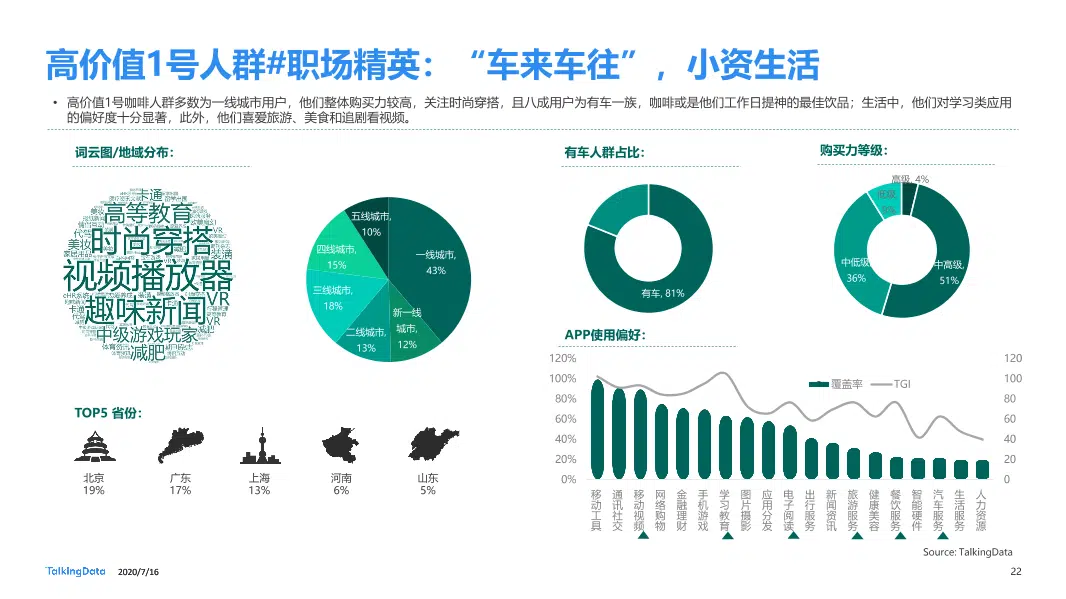 高价值1号人群#职场精英：“车来车往”，小资生活
• 高价值1号咖啡人群多数为一线城市用户，他们整体购买力较高，关注时尚穿搭，且八成用户为有车一族，咖啡或是他们工作日提神的最佳饮品；生活中，他们对学习类应用
的偏好度十分显著，此外，他们喜爱旅游、美食和追剧看视频。
词云图/地域分布：
卡通
高等教育
美妆
代驾
VR
时尚穿搭
美妆
视频播放器
eHR系统
VR
趣味新闻
卡通
VR
中级游戏玩家
减肥
五线城市,
10%
一线城市,
43%
四线城市,
15%
三线城市,
18%
新一线
城市,
12%
二线城市,
13%
有车人群占比：
有车, 81%
购买力等级：
高级, 4%
低级
9%
中低级
36%
中高级,
51%
TOP5 省份：
北京
19%
广东
17%
上海
13%
河南
6%
山东
5%
APP使用偏好：
120%
100%
80%
60%
40%
20%
0%
覆盖率
TGI
120
100
80
60
40
20
0
移动工具
通讯社交
移动视频
网络购物
金融理财
手机游戏
学习教育
图片摄影
应用分发
电子阅读
出行服务
新闻资讯
旅游服务
健康美容
餐饮服务
智能硬件
汽车服务
生活服务
人力资源
Source: TalkingData
TalkingData
2020/7/16
22